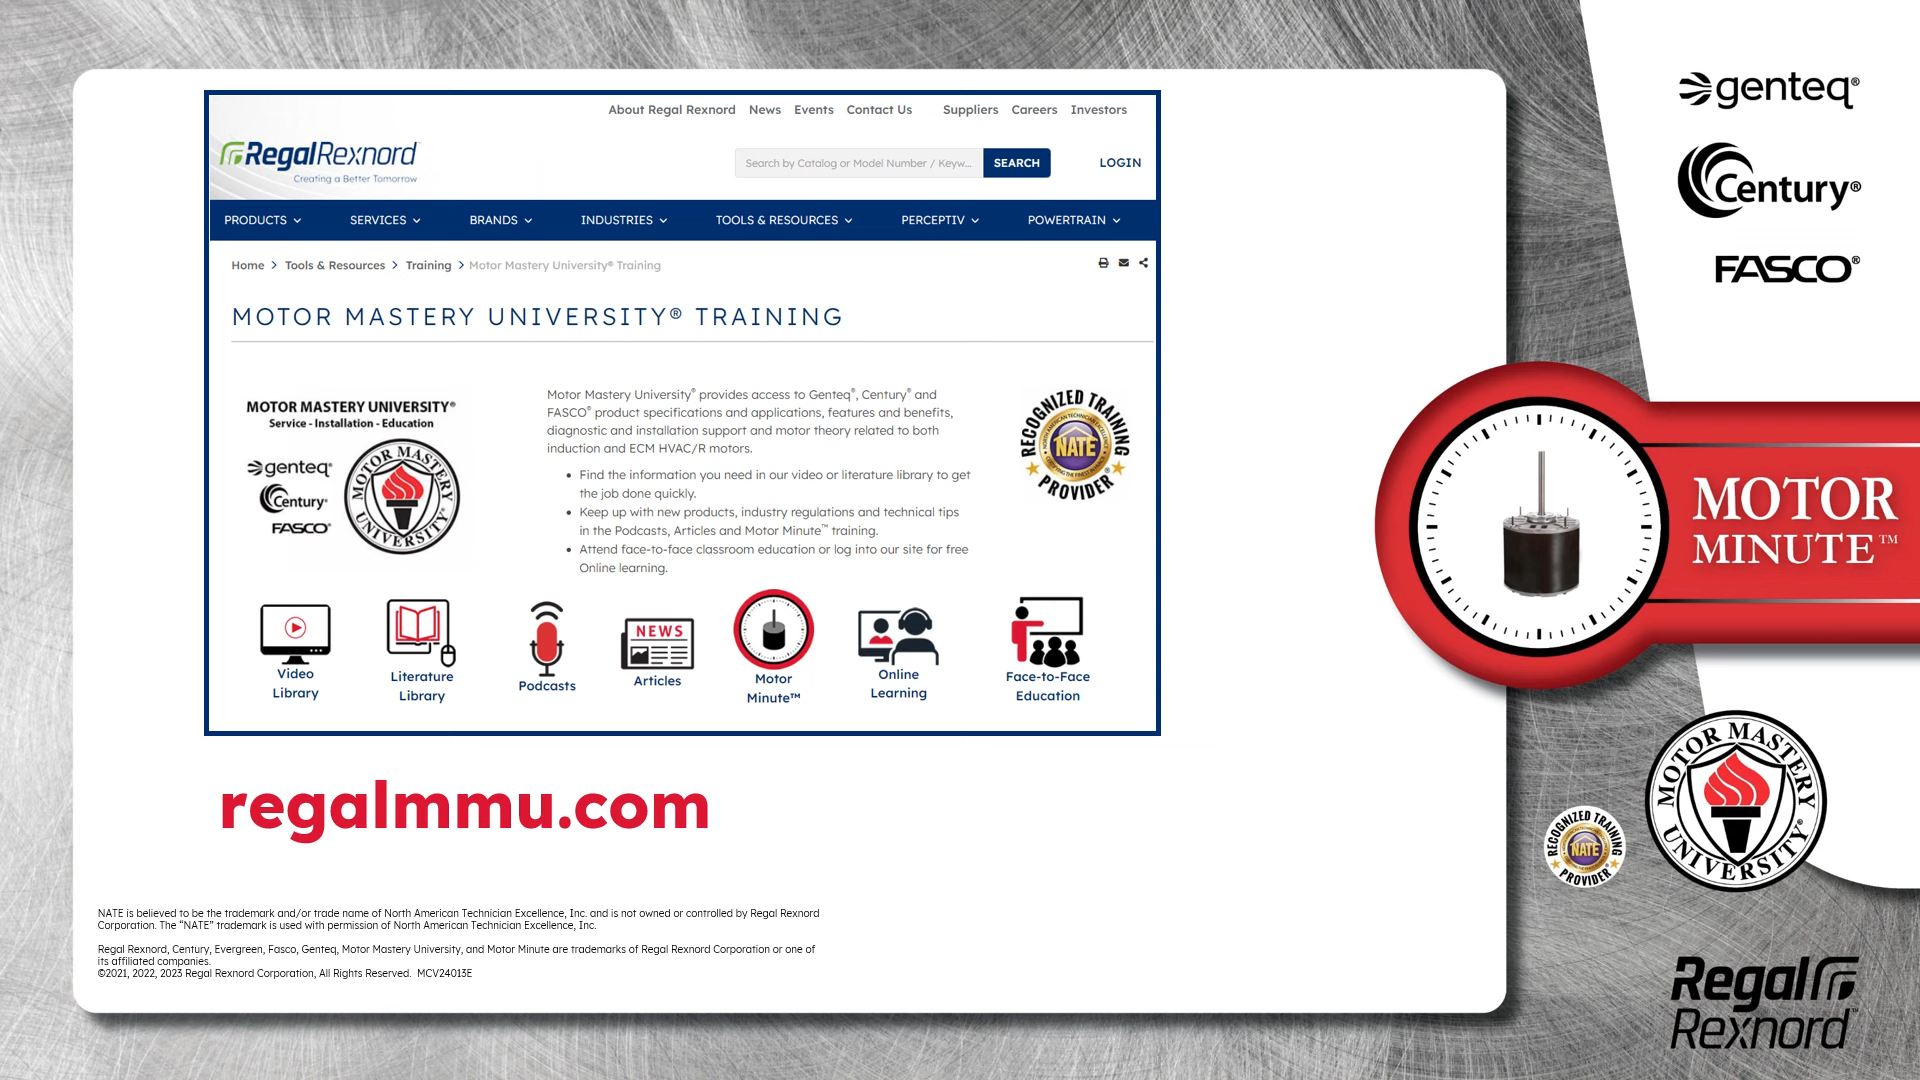 About Regal Rexnord News Events Contact Us Suppliers Careers Investors
RegalRexnord
Creating a Better Tomorrow
Search by Catalog or Model Number / Keyw... SEARCH LOGIN
PRODUCTS SERVICES BRANDS INDUSTRIES TOOLS & RESOURCES PERCEPTIV POWERTRAIN
Home > Tools & Resources > Training > Motor Mastery University® Training
MOTOR MASTERY UNIVERSITY® TRAINING
MOTOR MASTERY UNIVERSITY®
Service - Installation - Education
genteq®
Century®
FASCO®
MOTOR MASTERY UNIVERSITY®
Motor Mastery University® provides access to Genteq®, Century® and
FASCO® product specifications and applications, features and benefits,
diagnostic and installation support and motor theory related to both
induction and ECM HVAC/R motors.
• Find the information you need in our video or literature library to get
the job done quickly.
• Keep up with new products, industry regulations and technical tips
in the Podcasts, Articles and Motor Minute™ training.
• Attend face-to-face classroom education or log into our site for free
Online learning.
RECOGNIZED TRAINING
NATE
PROVIDER
NEWS
Video
Library
Literature
Library
Podcasts
Articles
Motor
Minute™
Online
Learning
Face-to-Face
Education
regalmmu.com
NATE is believed to be the trademark and/or trade name of North American Technician Excellence, Inc. and is not owned or controlled by Regal Rexnord
Corporation. The “NATE” trademark is used with permission of North American Technician Excellence, Inc.
Regal Rexnord, Century, Evergreen, Fasco, Genteq, Motor Mastery University, and Motor Minute are trademarks of Regal Rexnord Corporation or one of
its affiliated companies.
©2021, 2022, 2023 Regal Rexnord Corporation, All Rights Reserved. MCV24013E
genteq®
Century®
FASCO®
MOTOR
MINUTE™
MOTOR MASTERY UNIVERSITY®
RECOGNIZED TRAINING
NATE
PROVIDER
Regal
Rexnord™